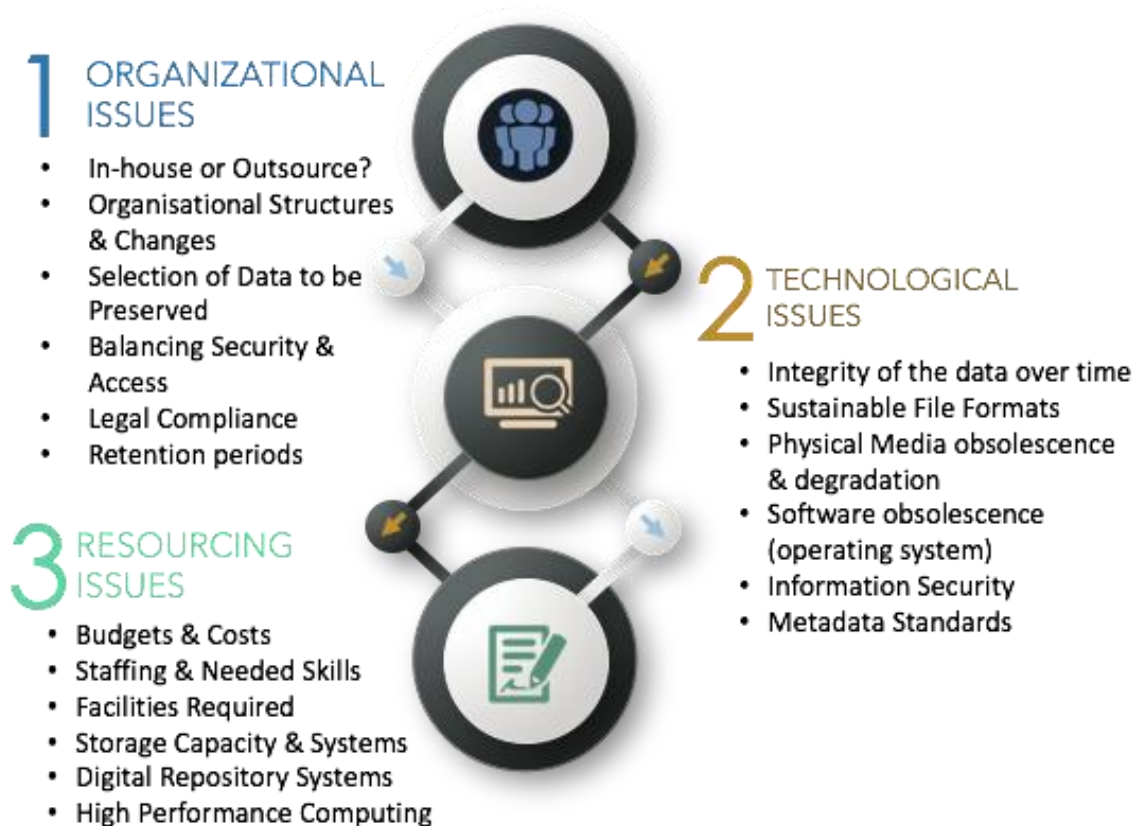 1 ORGANIZATIONAL
ISSUES
• In-house or Outsource?
• Organisational Structures
& Changes
• Selection of Data to be
Preserved
• Balancing Security &
Access
• Legal Compliance
• Retention periods
2 TECHNOLOGICAL
ISSUES
• Integrity of the data over time
• Sustainable File Formats
• Physical Media obsolescence
& degradation
• Software obsolescence
(operating system)
• Information Security
• Metadata Standards
3 RESOURCING
ISSUES
• Budgets & Costs
• Staffing & Needed Skills
• Facilities Required
• Storage Capacity & Systems
• Digital Repository Systems
• High Performance Computing